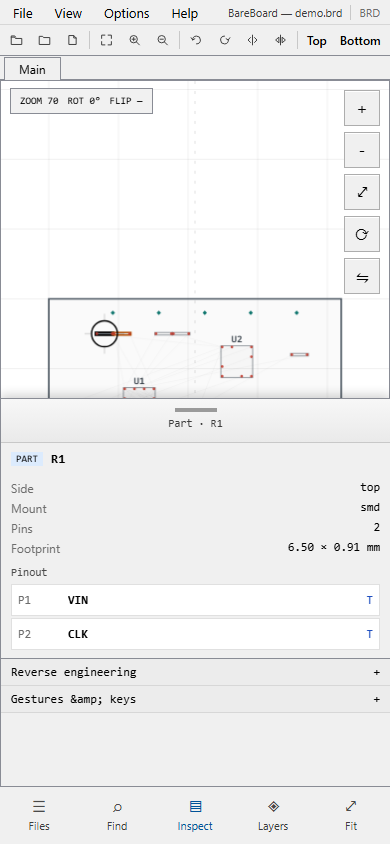 File View Options Help BareBoard — demo.brd BRD
Top Bottom
Main
ZOOM 70 ROT 0° FLIP —
+
-
U2
U1
Part · R1
PART R1
Side top
Mount smd
Pins 2
Footprint 6.50 × 0.91 mm
Pinout
P1 VIN T
P2 CLK T
Reverse engineering +
Gestures &amp; keys +
Files Find Inspect Layers Fit